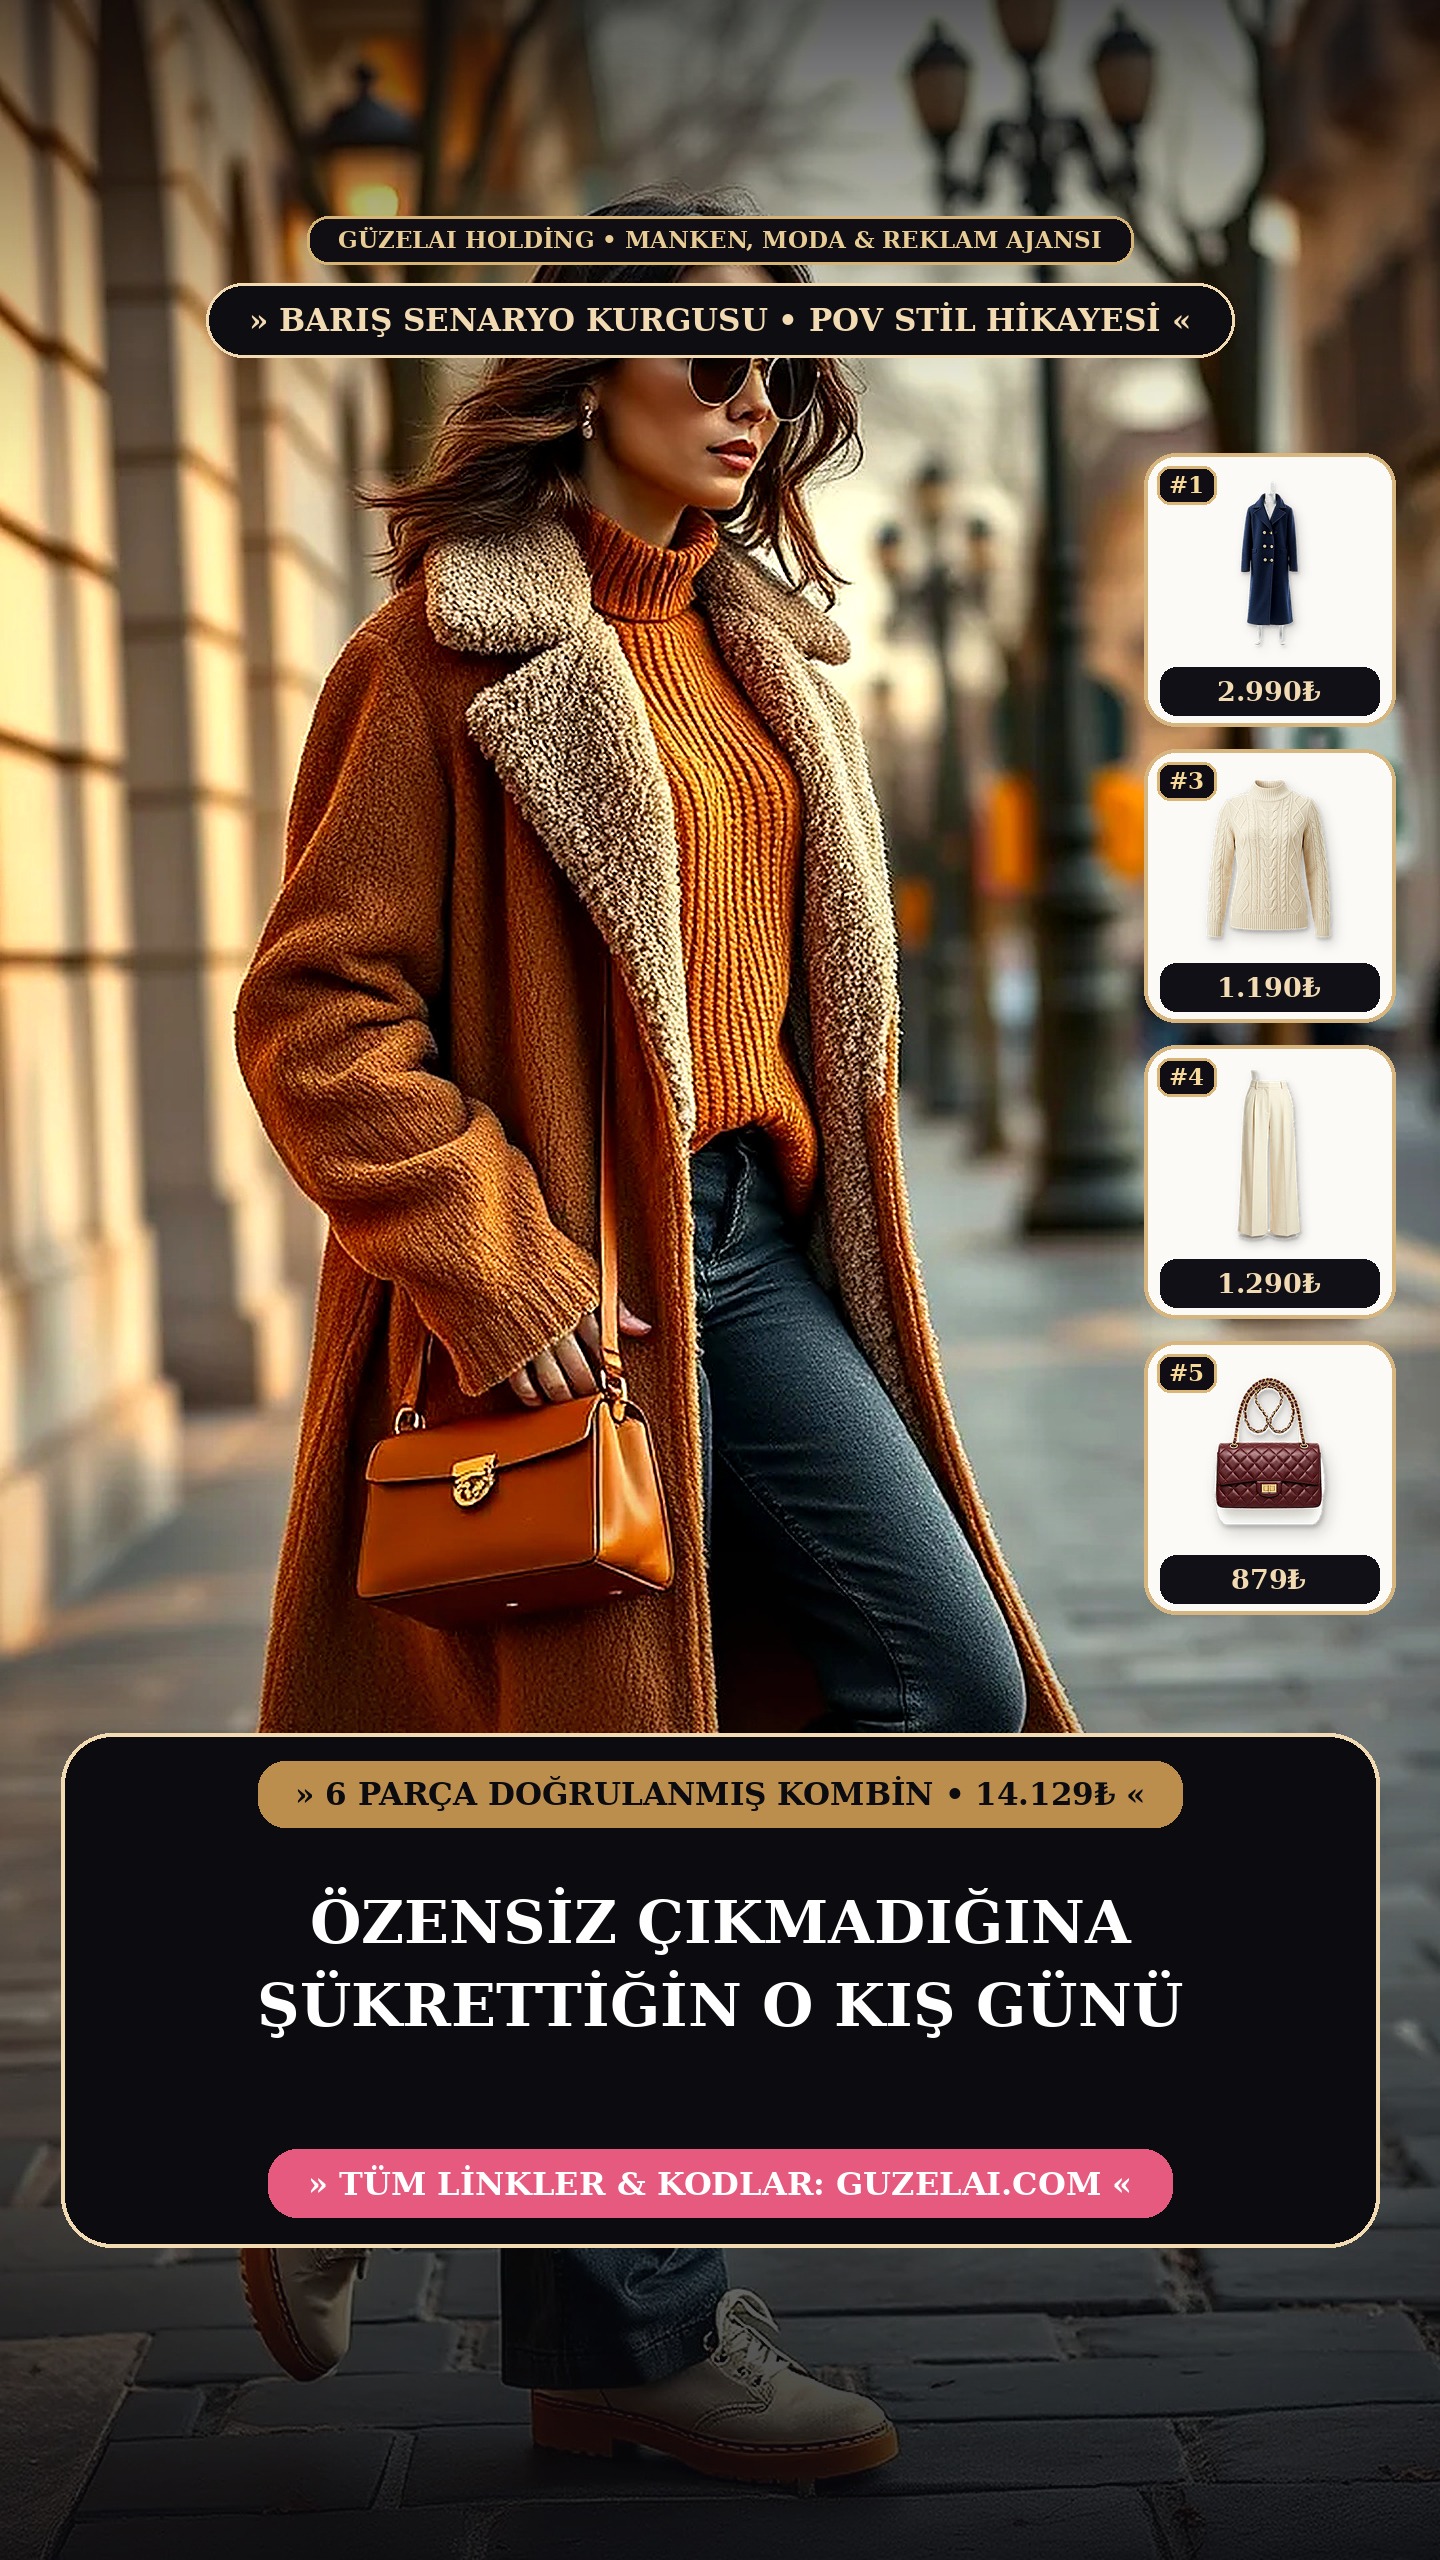 GÜZELAI HOLDİNG • MANKEN, MODA & REKLAM AJANSI
» BARIŞ SENARYO KURGUSU • POV STİL HİKAYESİ «
#1
2.990₺
#3
1.190₺
#4
1.290₺
#5
879₺
» 6 PARÇA DOĞRULANMIŞ KOMBİN • 14.129₺ «
ÖZENSİZ ÇIKMADIĞINA
ŞÜKRETTİĞİN O KIŞ GÜNÜ
» TÜM LİNKLER & KODLAR: GUZELAI.COM «